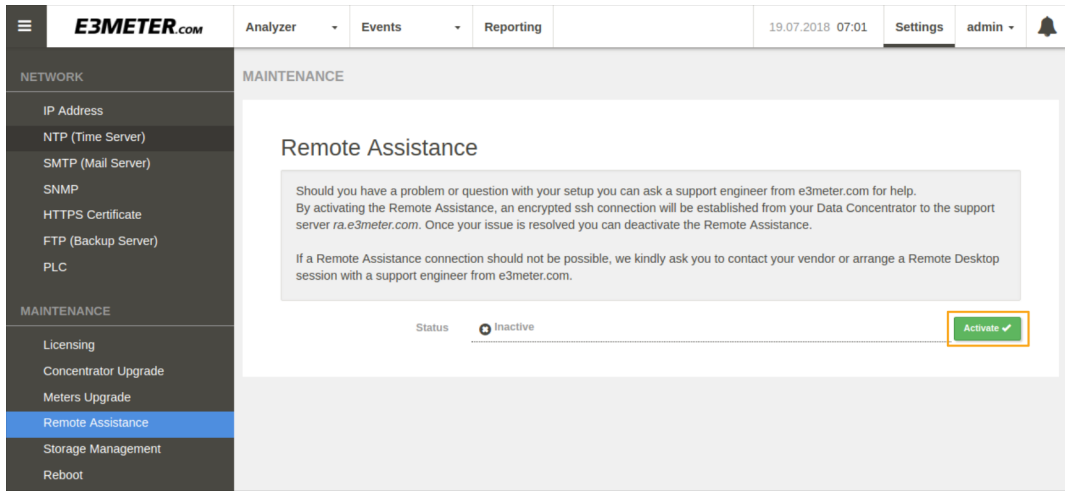 E3METER.COM
Analyzer
Events
Reporting
19.07.2018 07:01
Settings
admin
NETWORK
IP Address
NTP (Time Server)
SMTP (Mail Server)
SNMP
HTTPS Certificate
FTP (Backup Server)
PLC
MAINTENANCE
Licensing
Concentrator Upgrade
Meters Upgrade
Remote Assistance
Storage Management
Reboot
MAINTENANCE
Remote Assistance
Should you have a problem or question with your setup you can ask a support engineer from e3meter.com for help.
By activating the Remote Assistance, an encrypted ssh connection will be established from your Data Concentrator to the support
server ra.e3meter.com. Once your issue is resolved you can deactivate the Remote Assistance.
If a Remote Assistance connection should not be possible, we kindly ask you to contact your vendor or arrange a Remote Desktop
session with a support engineer from e3meter.com.
Status
Inactive
Activate